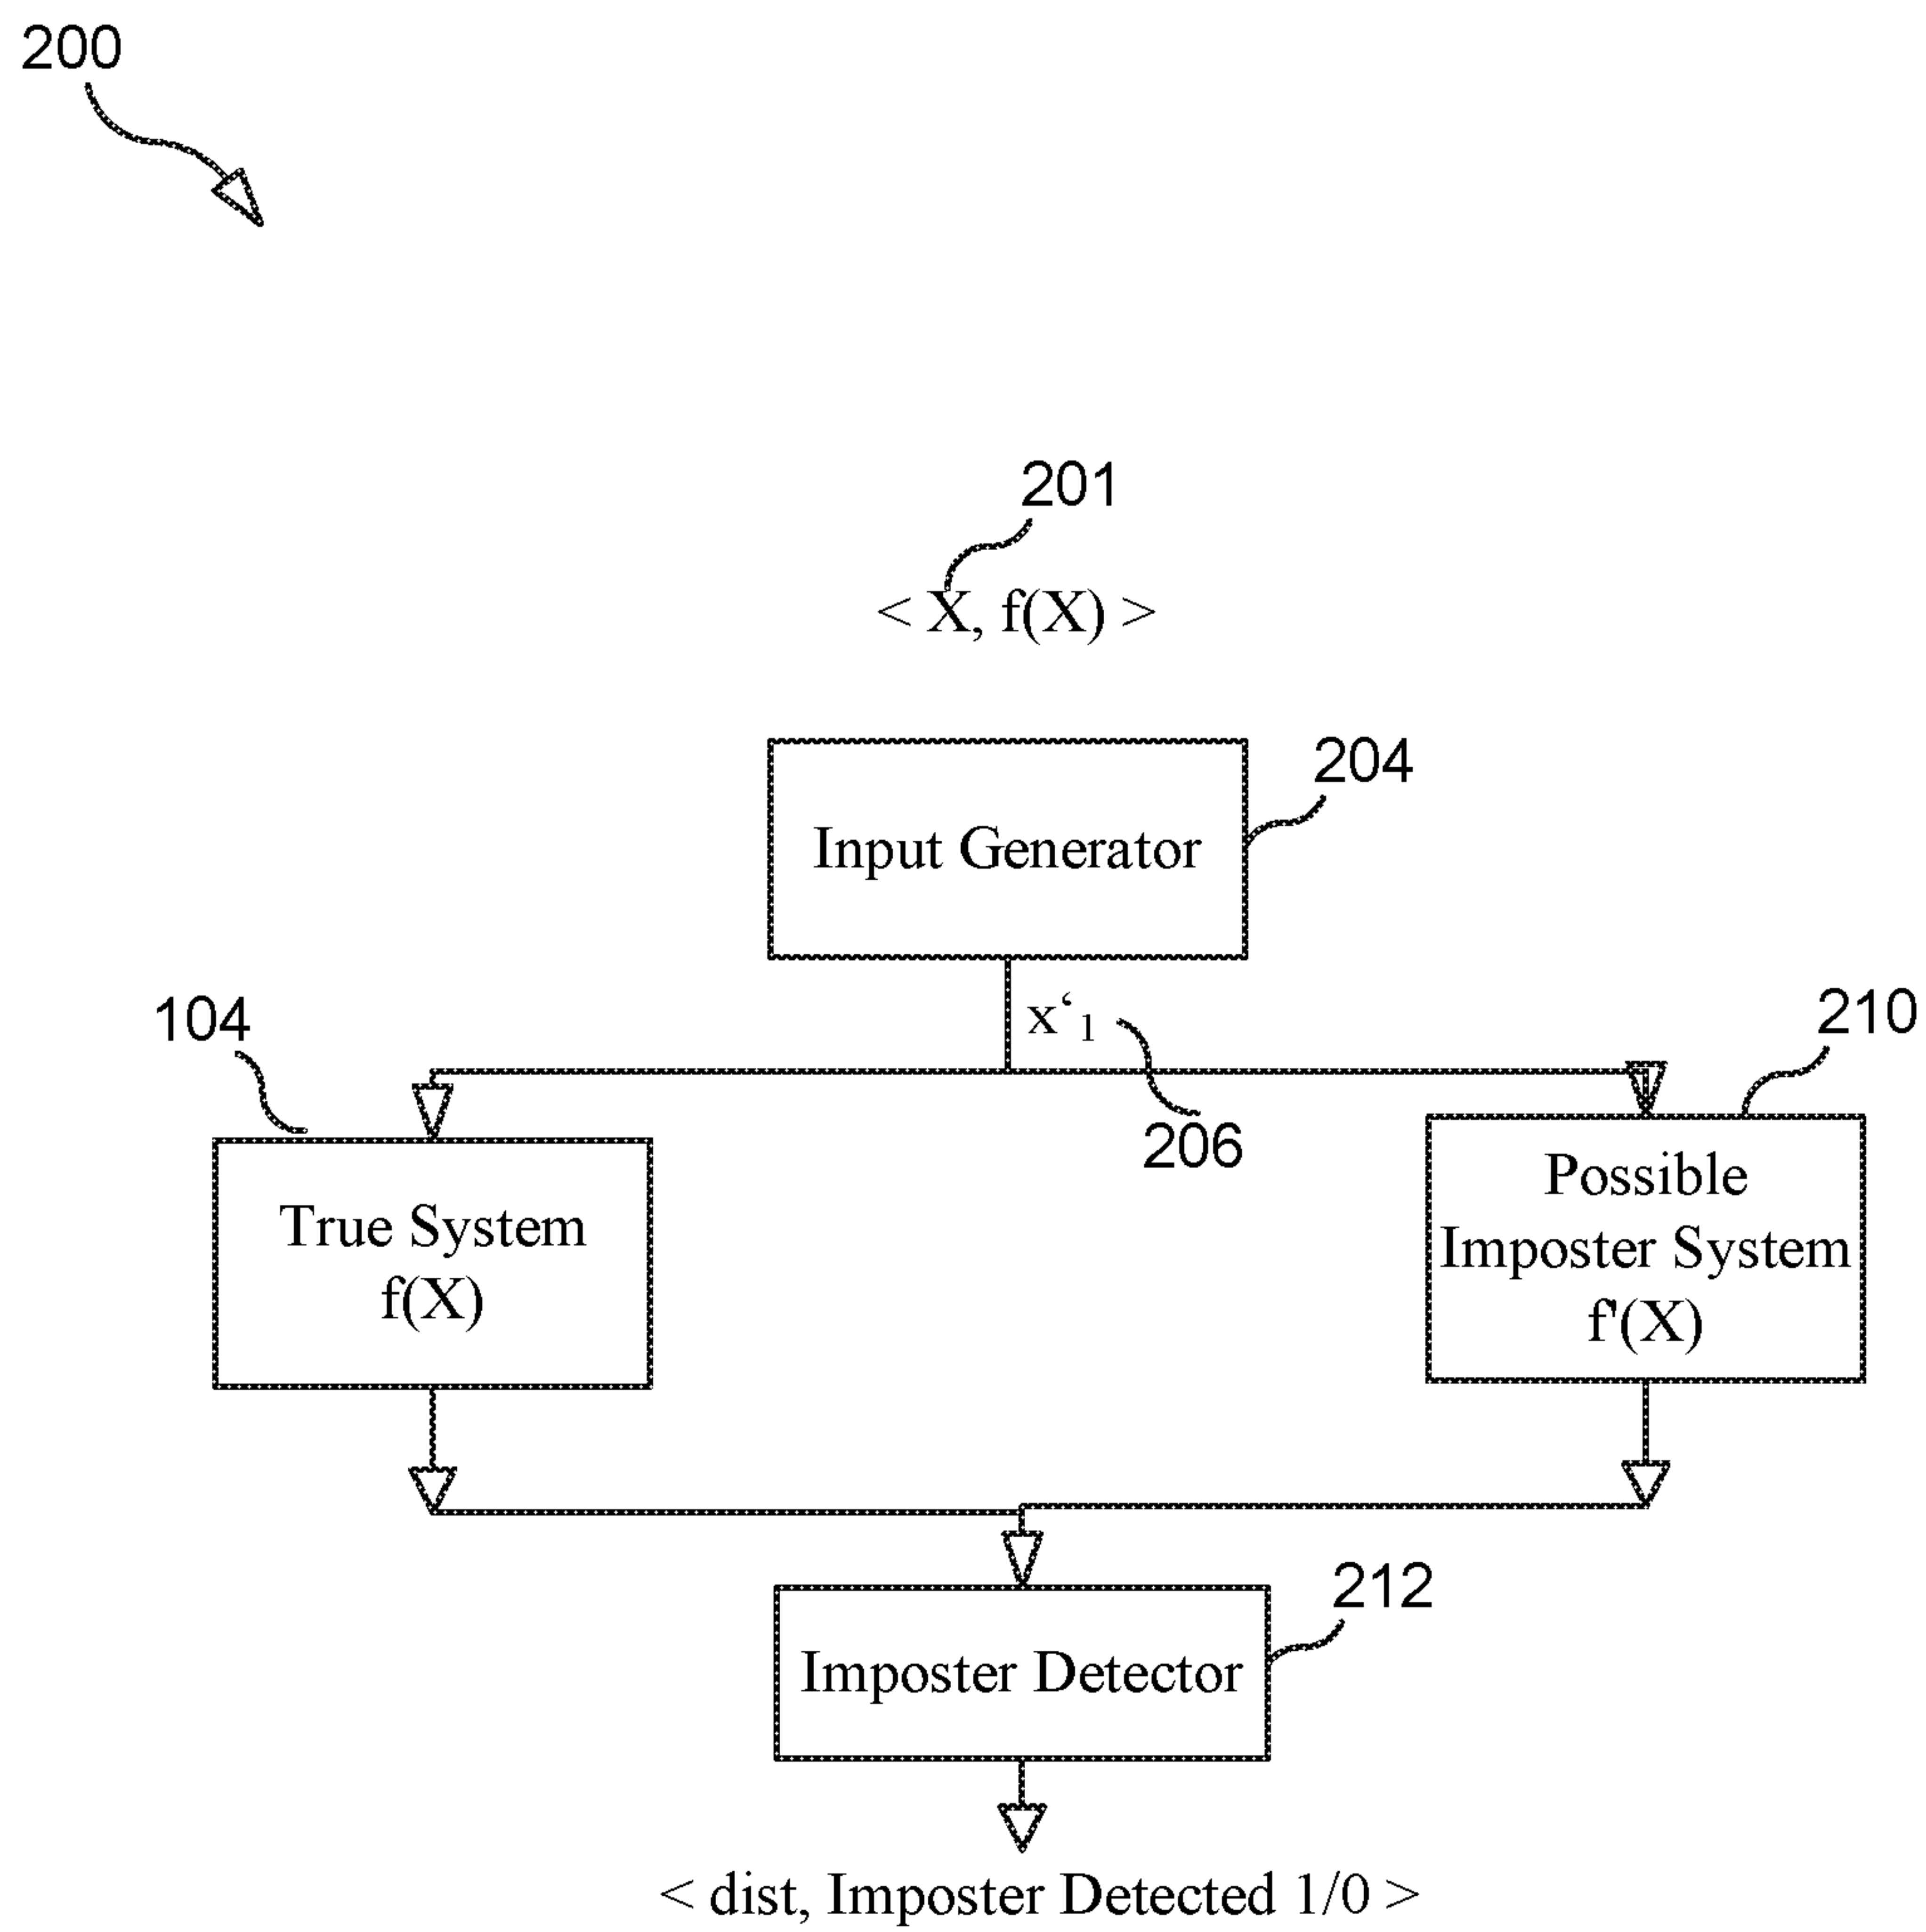 200
201
< X, f(X) >
204
Input Generator
x‘1
104
210
206
True System
f(X)
Possible
Imposter System
f'(X)
212
Imposter Detector
< dist, Imposter Detected 1/0 >